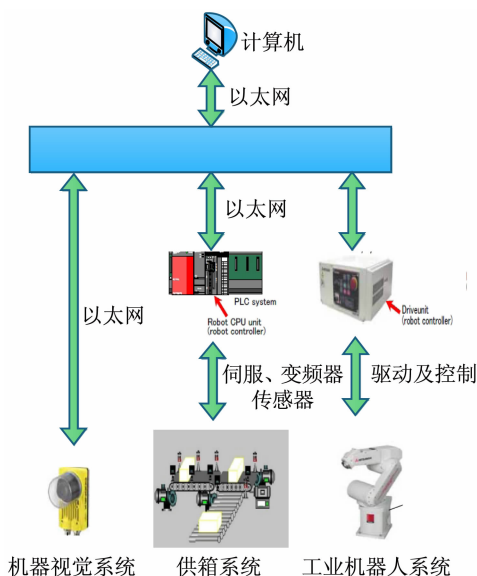 计算机
以太网
以太网
PLC system
Robot CPU unit
(robot controller)
Driveunit
(robot controller)
以太网
伺服、变频器
传感器
驱动及控制
机器视觉系统
供箱系统
工业机器人系统